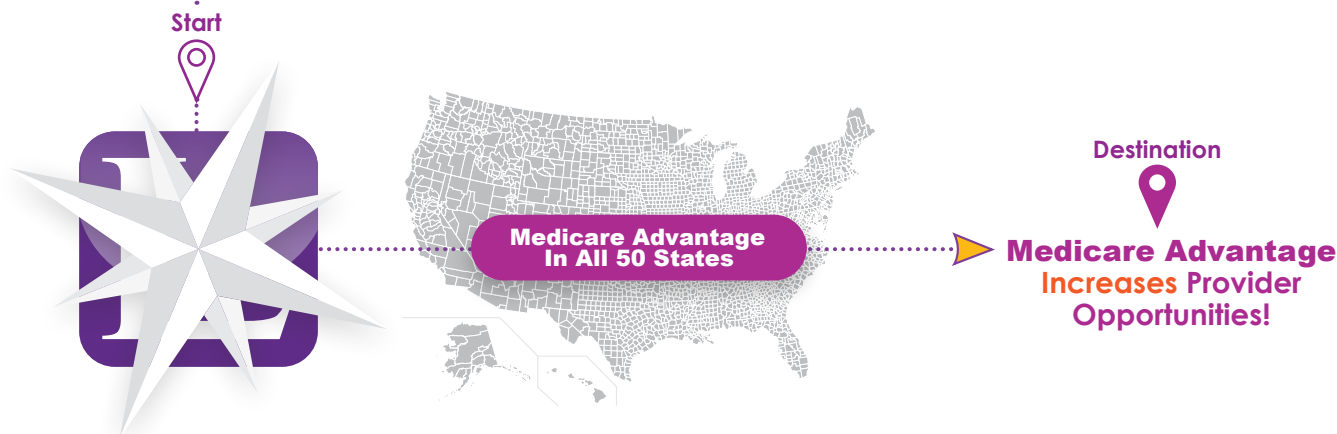 Start
L
Medicare Advantage
In All 50 States
Destination
Medicare Advantage
Increases Provider
Opportunities!